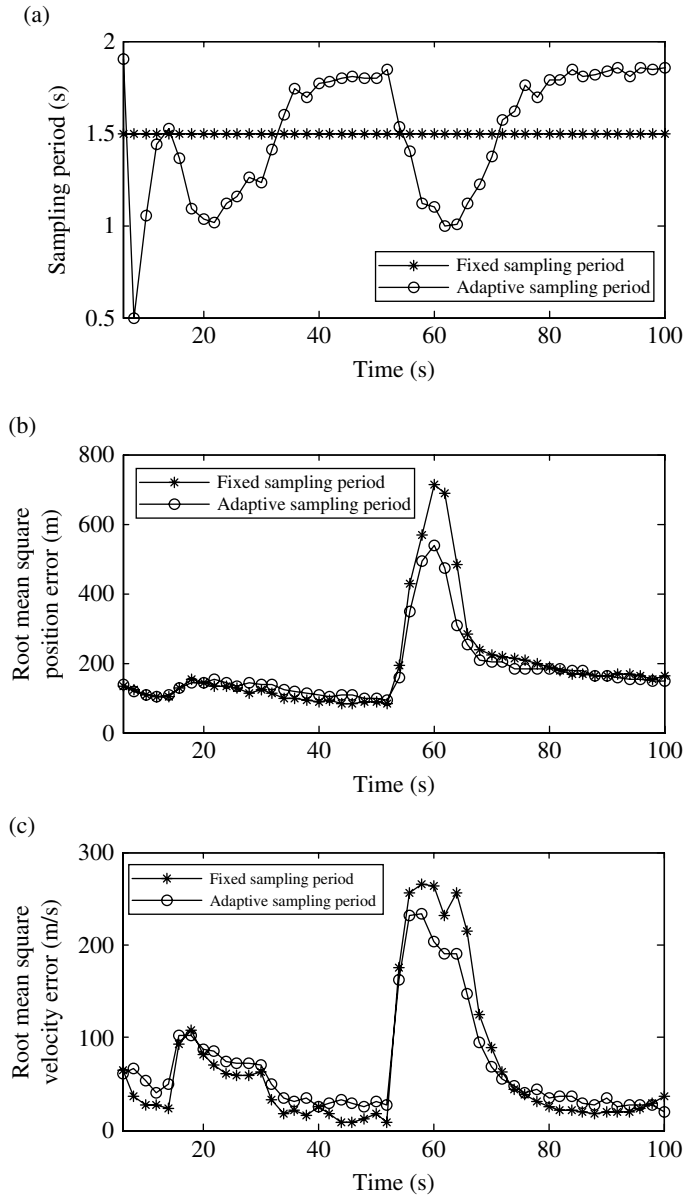 (a)
2
1.5
1
0.5
Sampling period (s)
Fixed sampling period
Adaptive sampling period
20
40
60
80
100
Time (s)
(b)
800
600
400
200
0
Root mean square
position error (m)
Fixed sampling period
Adaptive sampling period
20
40
60
80
100
Time (s)
(c)
300
200
100
0
Root mean square
velocity error (m/s)
Fixed sampling period
Adaptive sampling period
20
40
60
80
100
Time (s)